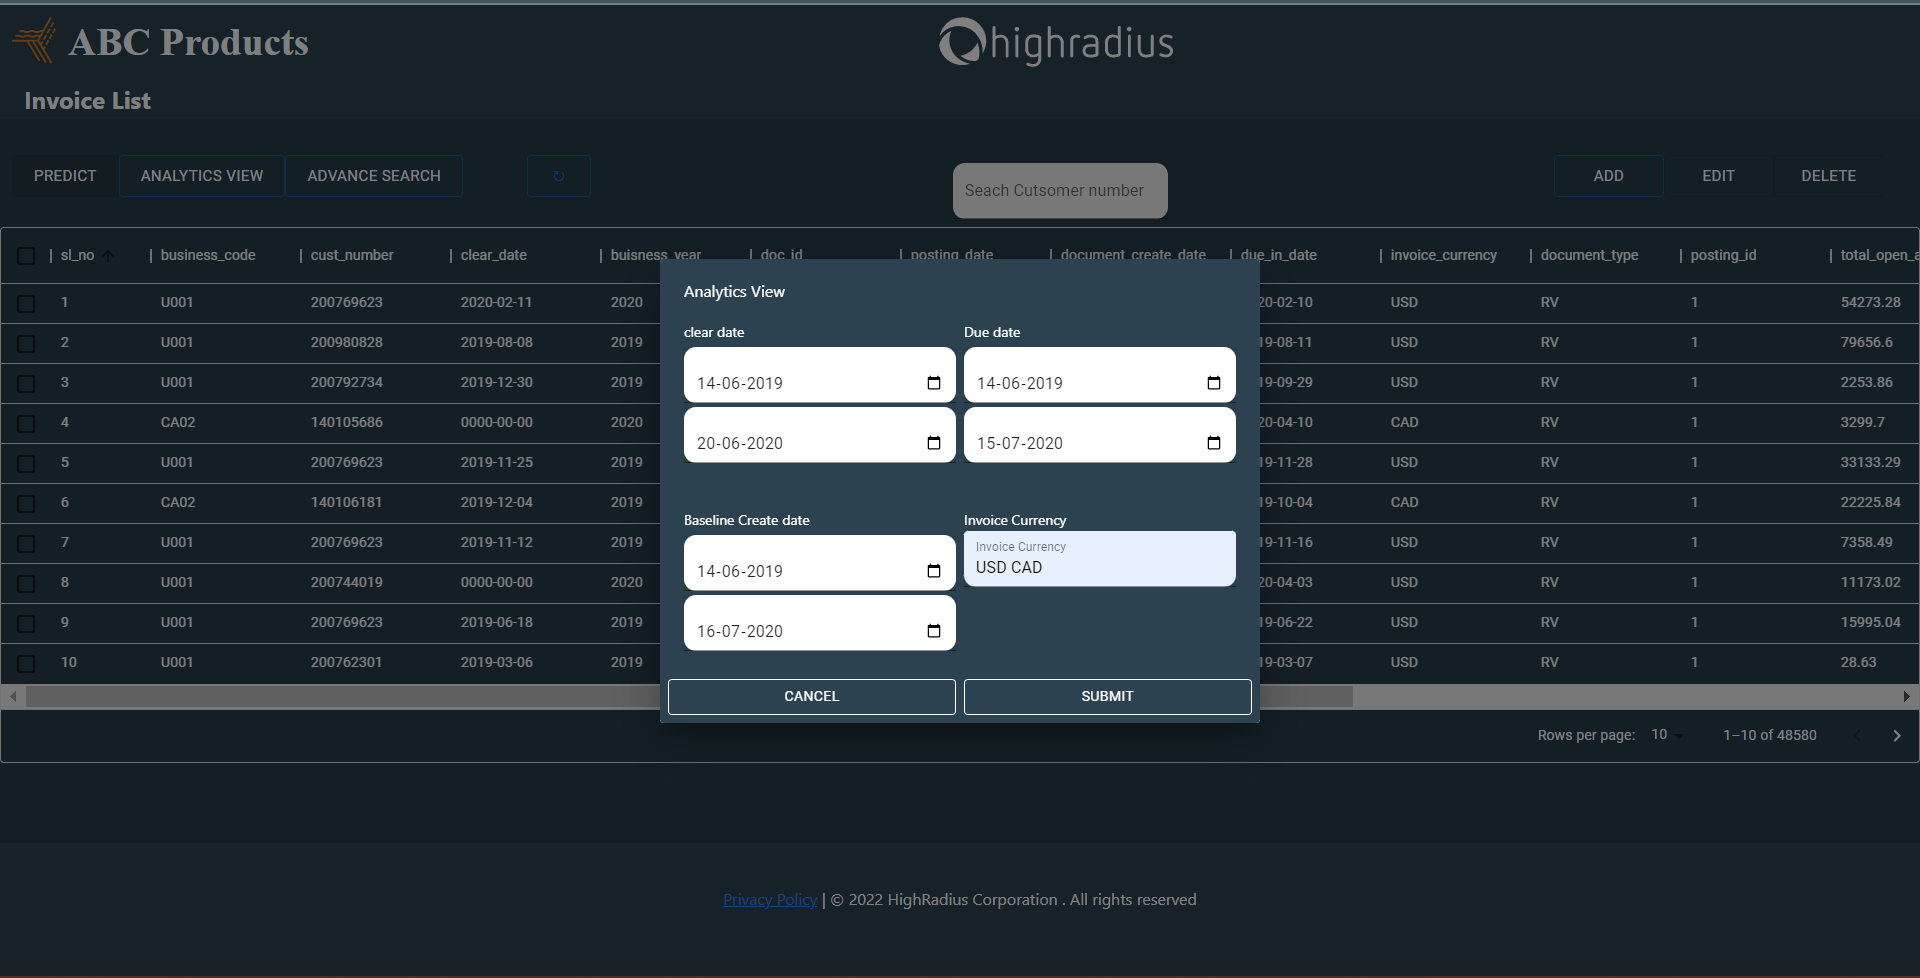 ABC Products
highradius
Invoice List
PREDICT ANALYTICS VIEW ADVANCE SEARCH Seach Cutsomer number ADD EDIT DELETE
sl_no business_code cust_number clear_date buisness_year doc_id posting_date document_create_date due_in_date invoice_currency document_type posting_id total_open_a
1 U001 200769623 2020-02-11 2020 20-02-10 USD RV 1 54273.28
2 U001 200980828 2019-08-08 2019 19-08-11 USD RV 1 79656.6
3 U001 200792734 2019-12-30 2019 19-09-29 USD RV 1 2253.86
4 CA02 140105686 0000-00-00 2020 20-04-10 CAD RV 1 3299.7
5 U001 200769623 2019-11-25 2019 19-11-28 USD RV 1 33133.29
6 CA02 140106181 2019-12-04 2019 19-10-04 CAD RV 1 22225.84
7 U001 200769623 2019-11-12 2019 19-11-16 USD RV 1 7358.49
8 U001 200744019 0000-00-00 2020 20-04-03 USD RV 1 11173.02
9 U001 200769623 2019-06-18 2019 19-06-22 USD RV 1 15995.04
10 U001 200762301 2019-03-06 2019 19-03-07 USD RV 1 28.63
Analytics View
clear date Due date
14-06-2019 14-06-2019
20-06-2020 15-07-2020
Baseline Create date Invoice Currency
Invoice Currency
14-06-2019 USD CAD
16-07-2020
CANCEL SUBMIT
Rows per page: 10 1–10 of 48580
Privacy Policy | © 2022 HighRadius Corporation . All rights reserved